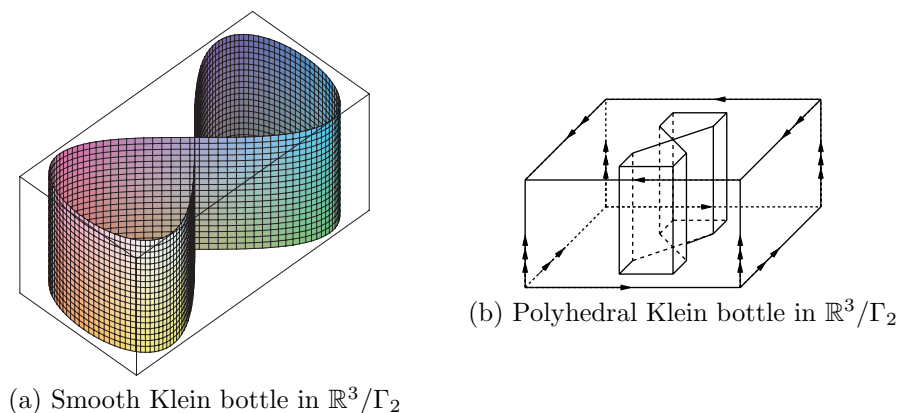 (a) Smooth Klein bottle in ℝ³/Γ₂
(b) Polyhedral Klein bottle in ℝ³/Γ₂